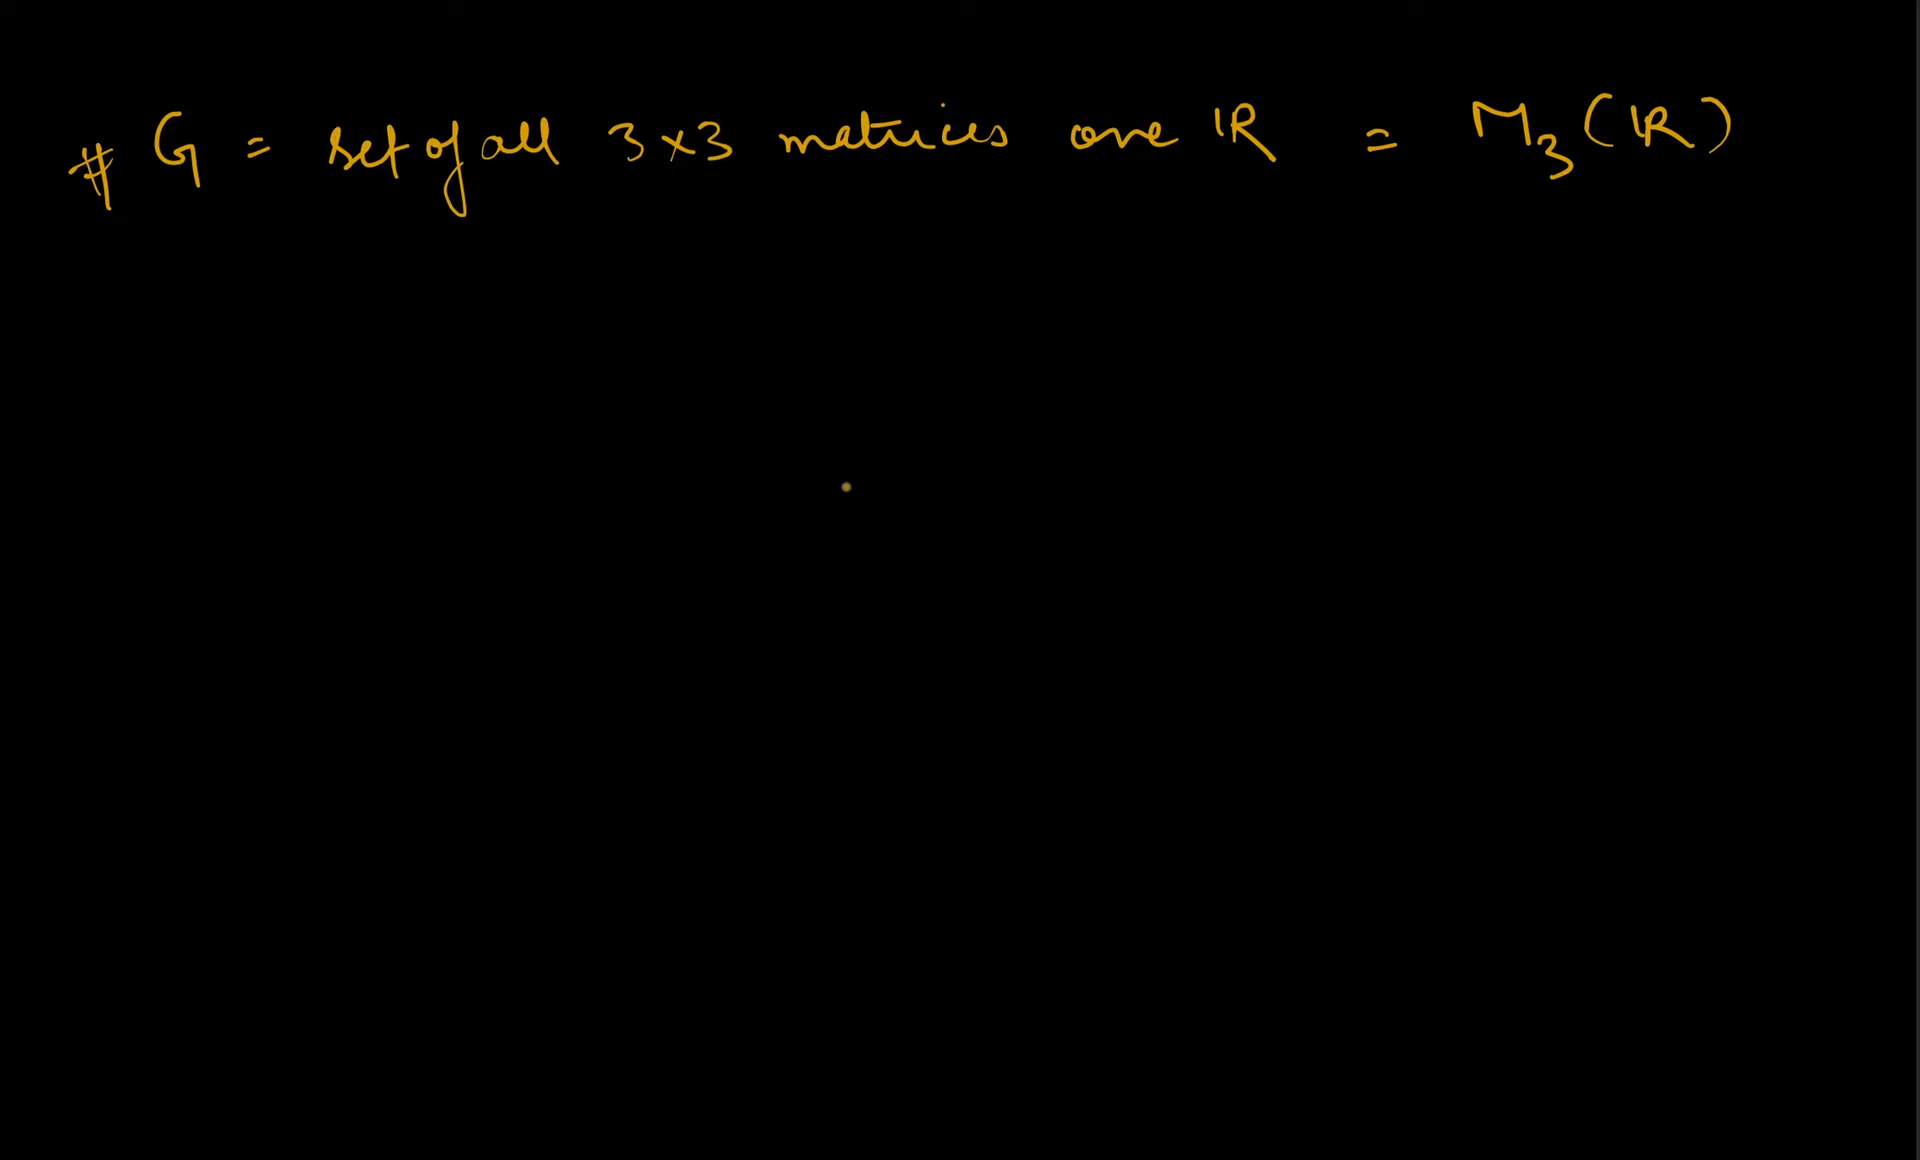 # G = set of all 3×3 matrices over ℝ = M₃(ℝ)